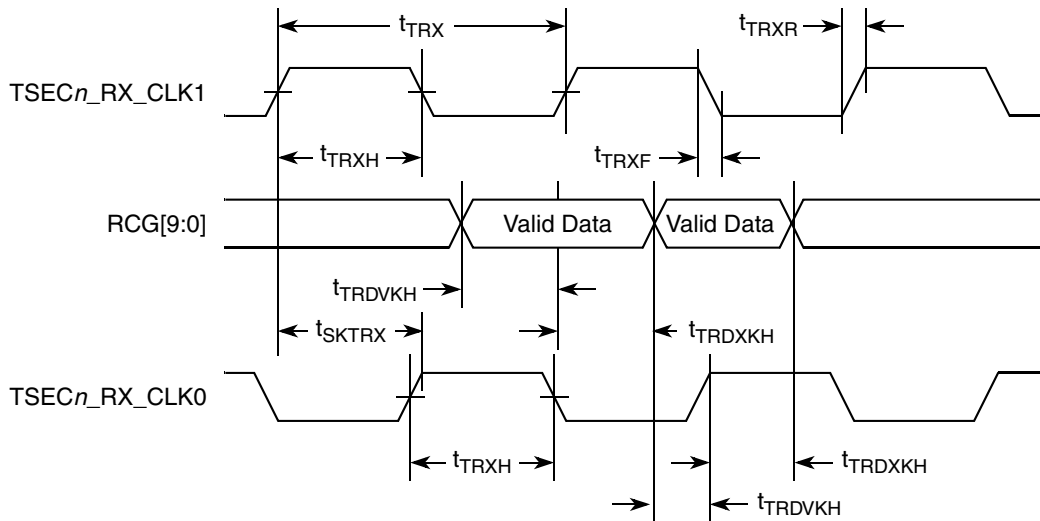 tTRX
tTRXR
TSECn_RX_CLK1
tTRXH
tTRXF
RCG[9:0]
Valid Data
Valid Data
tTRDVKH
tSKTRX
tTRDXKH
TSECn_RX_CLK0
tTRXH
tTRDXKH
tTRDVKH